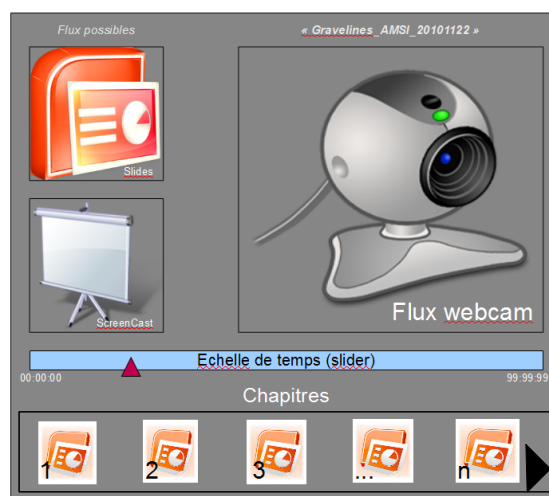 Flux possibles
« Gravelines_AMSI_20101122 »
Slides
ScreenCast
Flux webcam
Echelle de temps (slider)
00:00:00
99:99:99
Chapitres
1
2
3
...
n